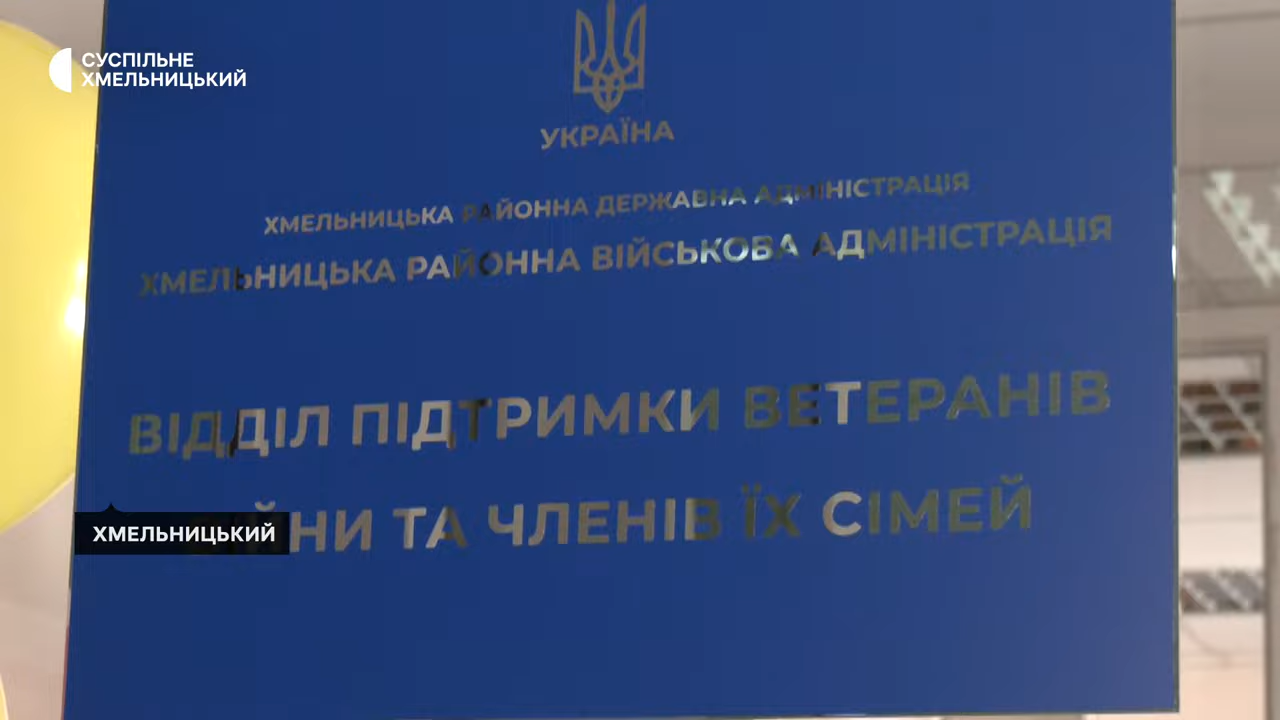 СУСПІЛЬНЕ
ХМЕЛЬНИЦЬКИЙ
УКРАЇНА
ХМЕЛЬНИЦЬКА РАЙОННА ДЕРЖАВНА АДМІНІСТРАЦІЯ
ХМЕЛЬНИЦЬКА РАЙОННА ВІЙСЬКОВА АДМІНІСТРАЦІЯ
ВІДДІЛ ПІДТРИМКИ ВЕТЕРАНІВ
ТА ЧЛЕНІВ ЇХ СІМЕЙ
ХМЕЛЬНИЦЬКИЙ